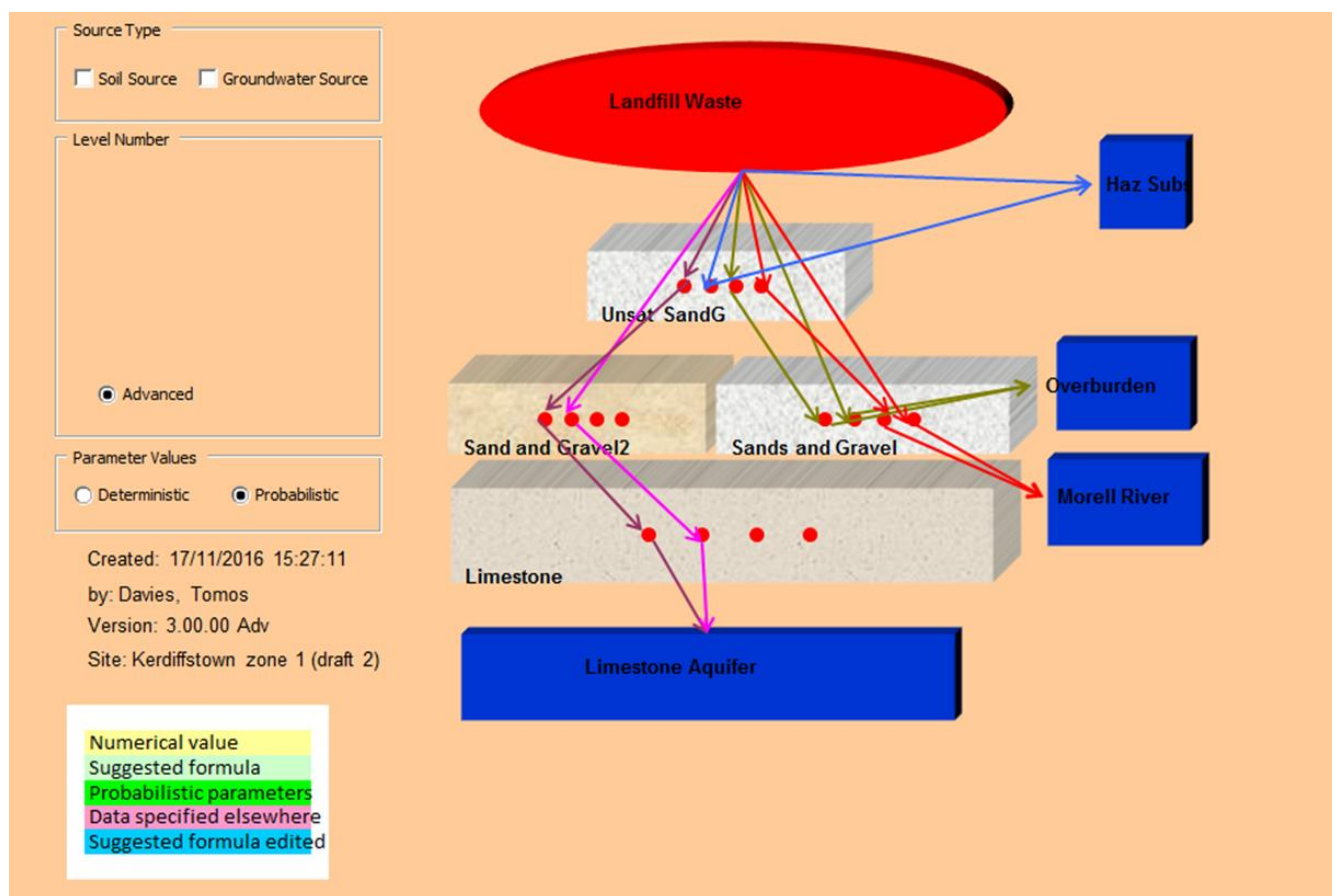 Source Type
Soil Source Groundwater Source
Level Number
Advanced
Parameter Values
Deterministic Probabilistic
Created: 17/11/2016 15:27:11
by: Davies, Tomos
Version: 3.00.00 Adv
Site: Kerdiffstown zone 1 (draft 2)
Numerical value
Suggested formula
Probabilistic parameters
Data specified elsewhere
Suggested formula edited
Landfill Waste
Haz Subs
Unsat SandG
Overburden
Sand and Gravel2
Sands and Gravel
Morell River
Limestone
Limestone Aquifer